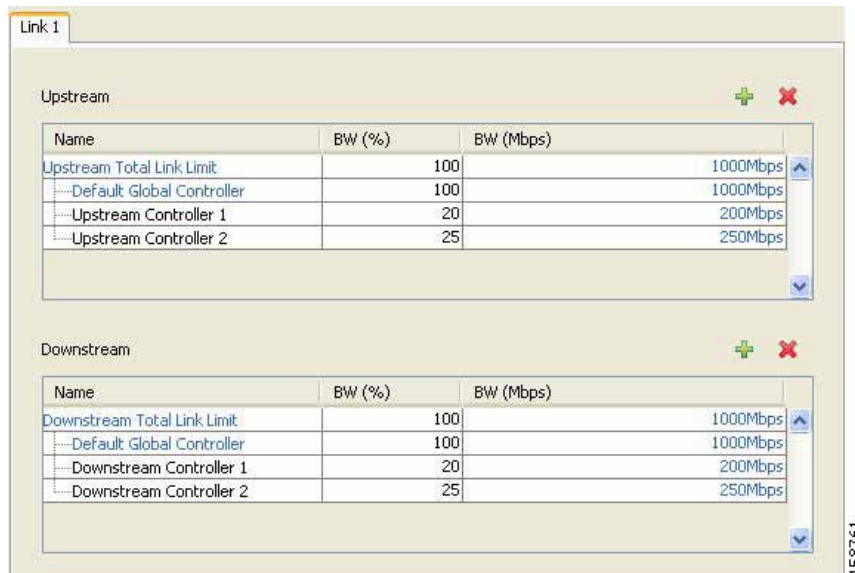 Link 1
Upstream
Name BW (%) BW (Mbps)
Upstream Total Link Limit 100 1000Mbps
Default Global Controller 100 1000Mbps
Upstream Controller 1 20 200Mbps
Upstream Controller 2 25 250Mbps
Downstream
Name BW (%) BW (Mbps)
Downstream Total Link Limit 100 1000Mbps
Default Global Controller 100 1000Mbps
Downstream Controller 1 20 200Mbps
Downstream Controller 2 25 250Mbps
158761